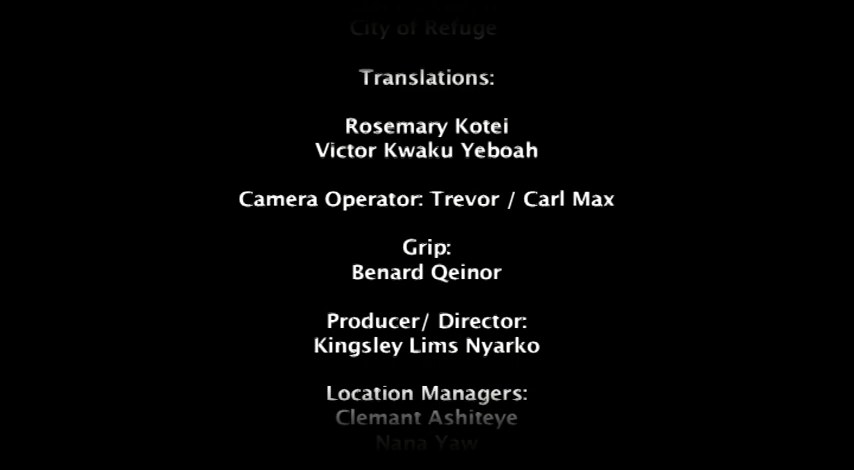 City of Refuge
Translations:
Rosemary Kotei
Victor Kwaku Yeboah
Camera Operator: Trevor / Carl Max
Grip:
Benard Qeinor
Producer/ Director:
Kingsley Lims Nyarko
Location Managers:
Clemant Ashiteye
Nana Yaw